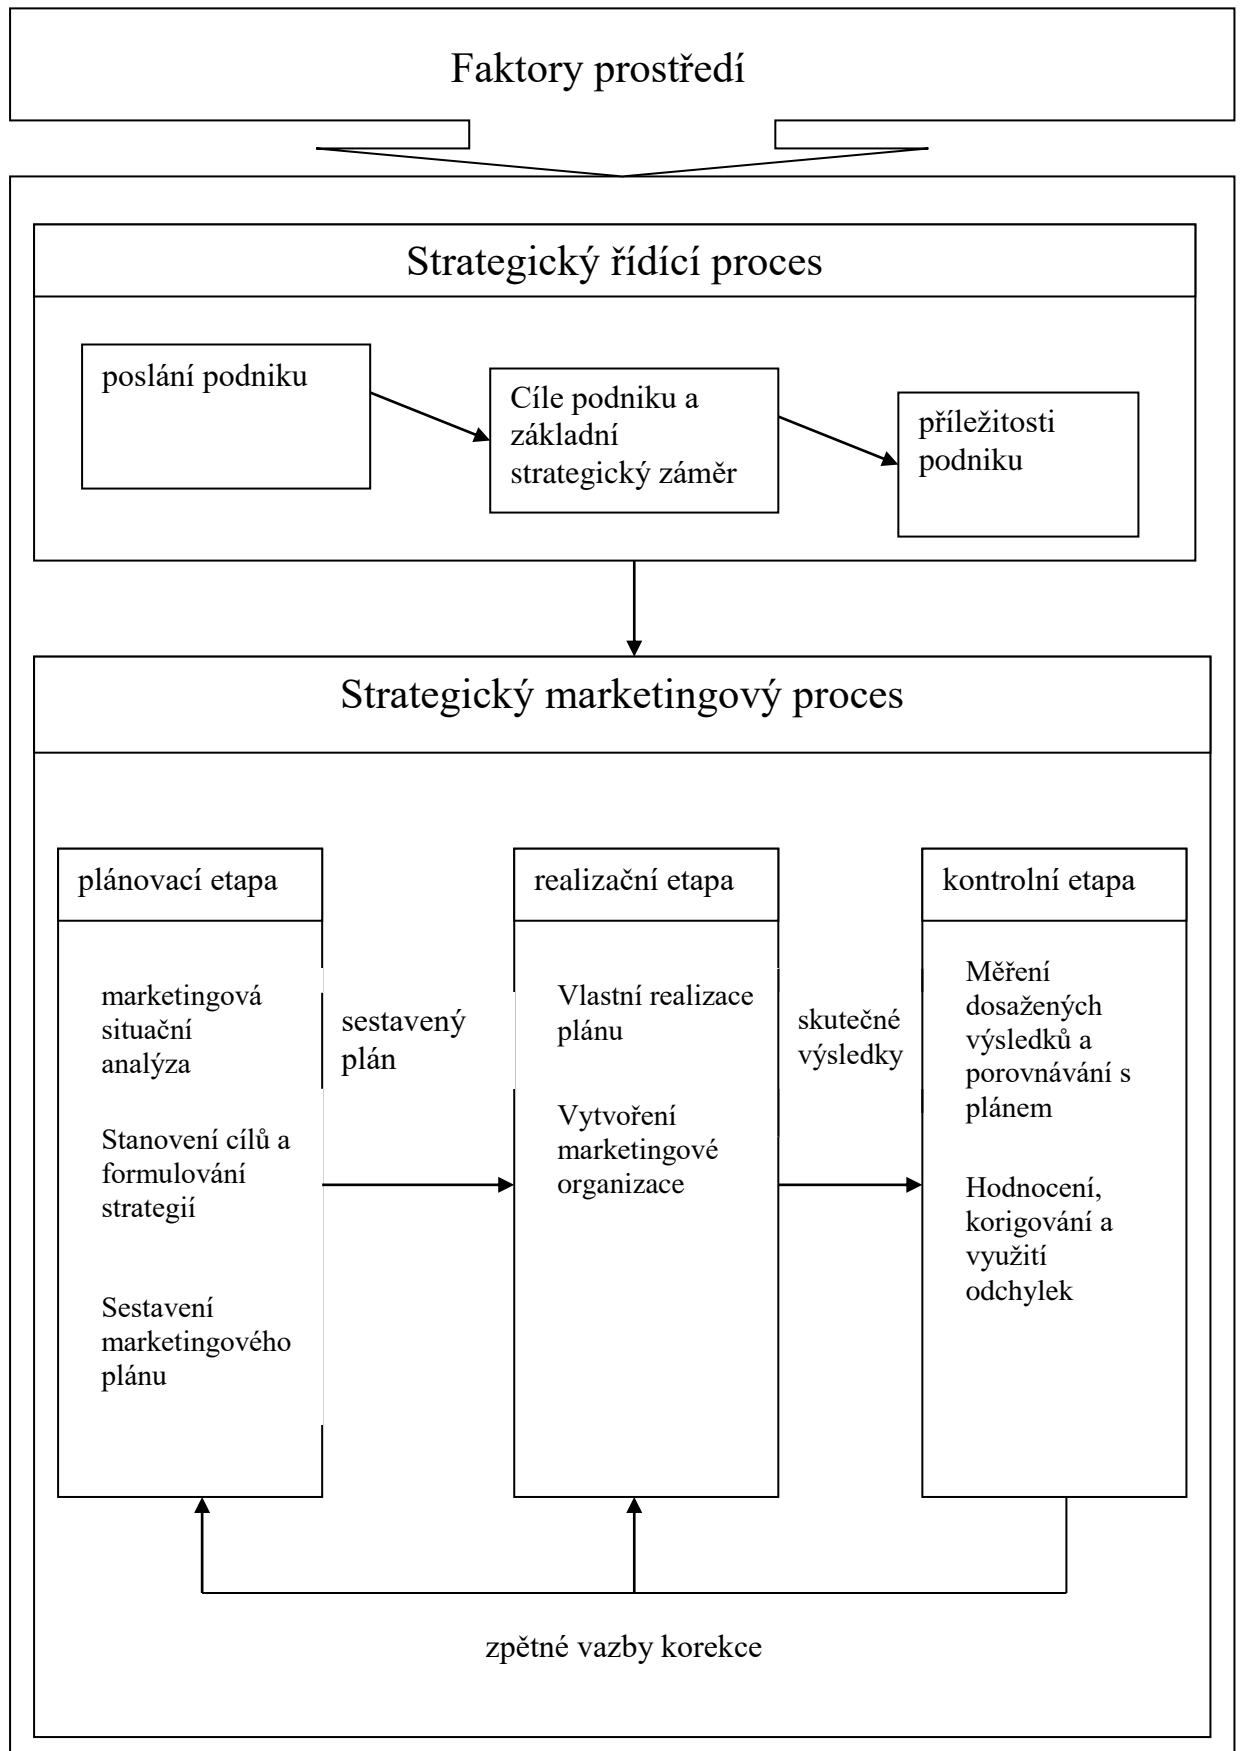 Faktory prostředí
Strategický řídící proces
poslání podniku
Cíle podniku a
základní
strategický záměr
příležitosti
podniku
Strategický marketingový proces
plánovací etapa
marketingová
situační
analýza
Stanovení cílů a
formulování
strategií
Sestavení
marketingového
plánu
sestavený
plán
realizační etapa
Vlastní realizace
plánu
Vytvoření
marketingové
organizace
skutečné
výsledky
kontrolní etapa
Měření
dosažených
výsledků a
porovnávání s
plánem
Hodnocení,
korigování a
využití
odchylek
zpětné vazby korekce